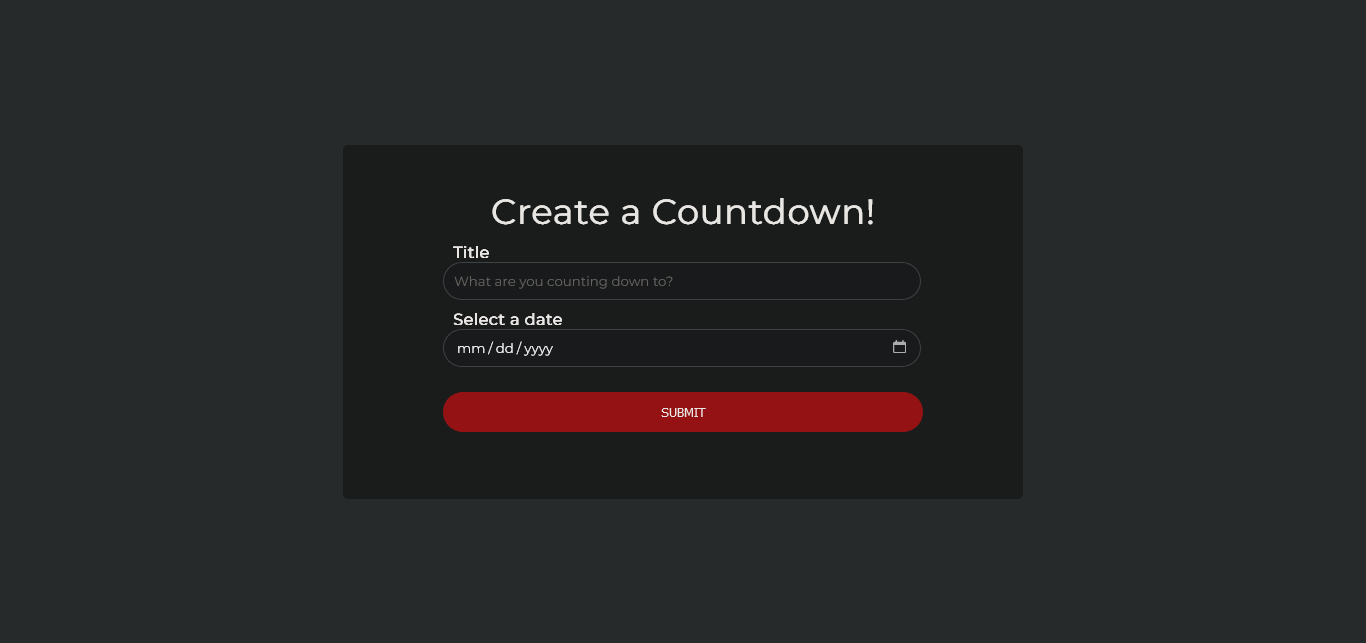 Create a Countdown!
Title
What are you counting down to?
Select a date
mm/dd/yyyy
SUBMIT